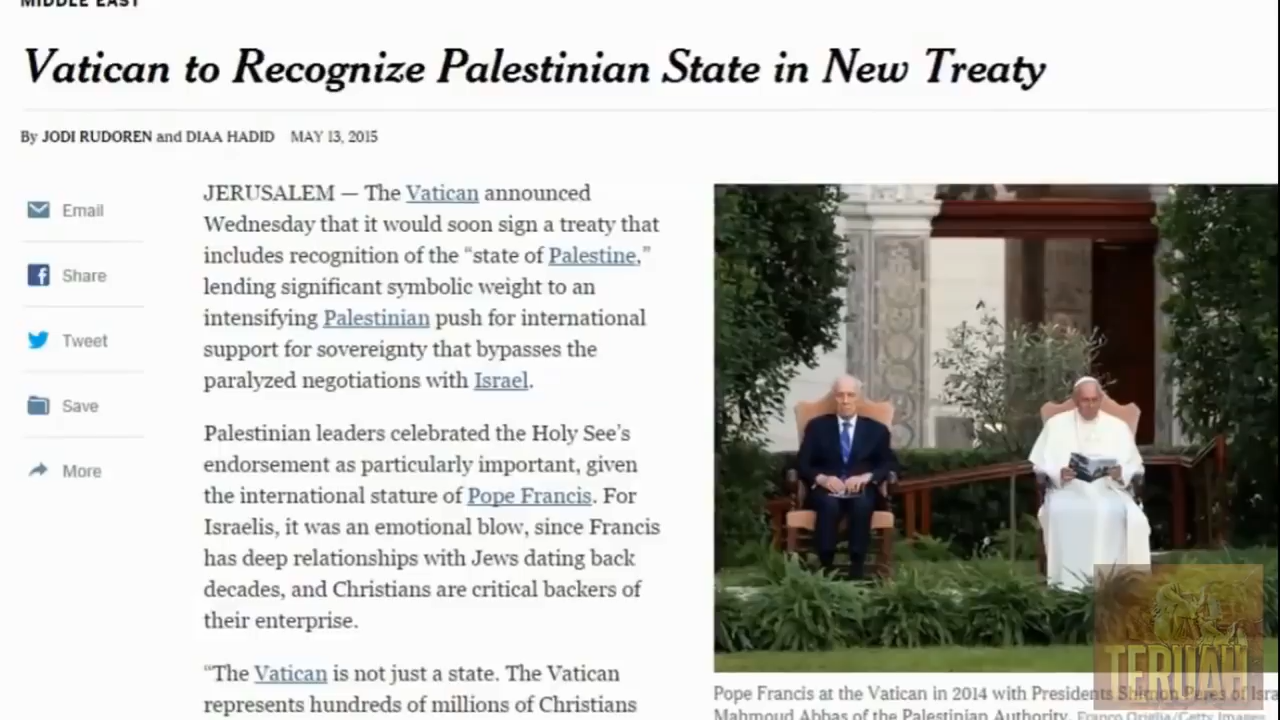 MIDDLE EAST
Vatican to Recognize Palestinian State in New Treaty
By JODI RUDOREN and DIAA HADID MAY 13, 2015
Email
Share
Tweet
Save
More
JERUSALEM — The Vatican announced
Wednesday that it would soon sign a treaty that
includes recognition of the “state of Palestine,”
lending significant symbolic weight to an
intensifying Palestinian push for international
support for sovereignty that bypasses the
paralyzed negotiations with Israel.
Palestinian leaders celebrated the Holy See’s
endorsement as particularly important, given
the international stature of Pope Francis. For
Israelis, it was an emotional blow, since Francis
has deep relationships with Jews dating back
decades, and Christians are critical backers of
their enterprise.
“The Vatican is not just a state. The Vatican
represents hundreds of millions of Christians
Pope Francis at the Vatican in 2014 with Presidents Shimon Peres of Isra
Mahmoud Abbas of the Palestinian Authority. Franco Origlia/Getty Images
TERUAH